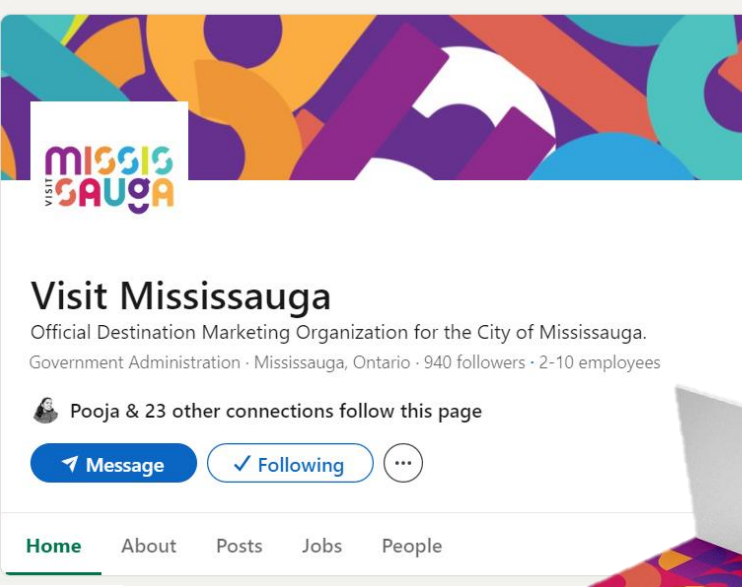 MISSIS
VISIT SAUGA
Visit Mississauga
Official Destination Marketing Organization for the City of Mississauga.
Government Administration · Mississauga, Ontario · 940 followers · 2-10 employees
Pooja & 23 other connections follow this page
Message ✓ Following ···
Home About Posts Jobs People